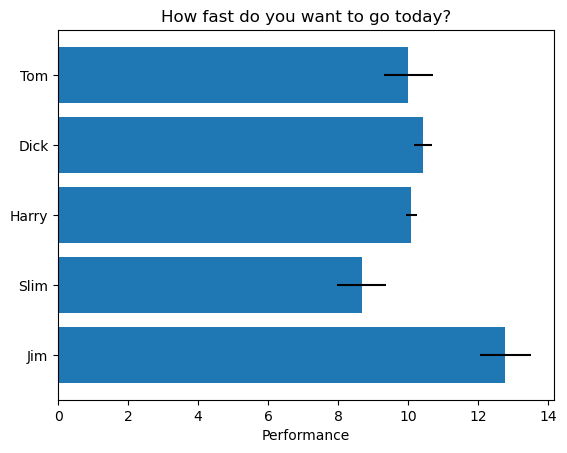 How fast do you want to go today?
Tom
Dick
Harry
Slim
Jim
0 2 4 6 8 10 12 14
Performance